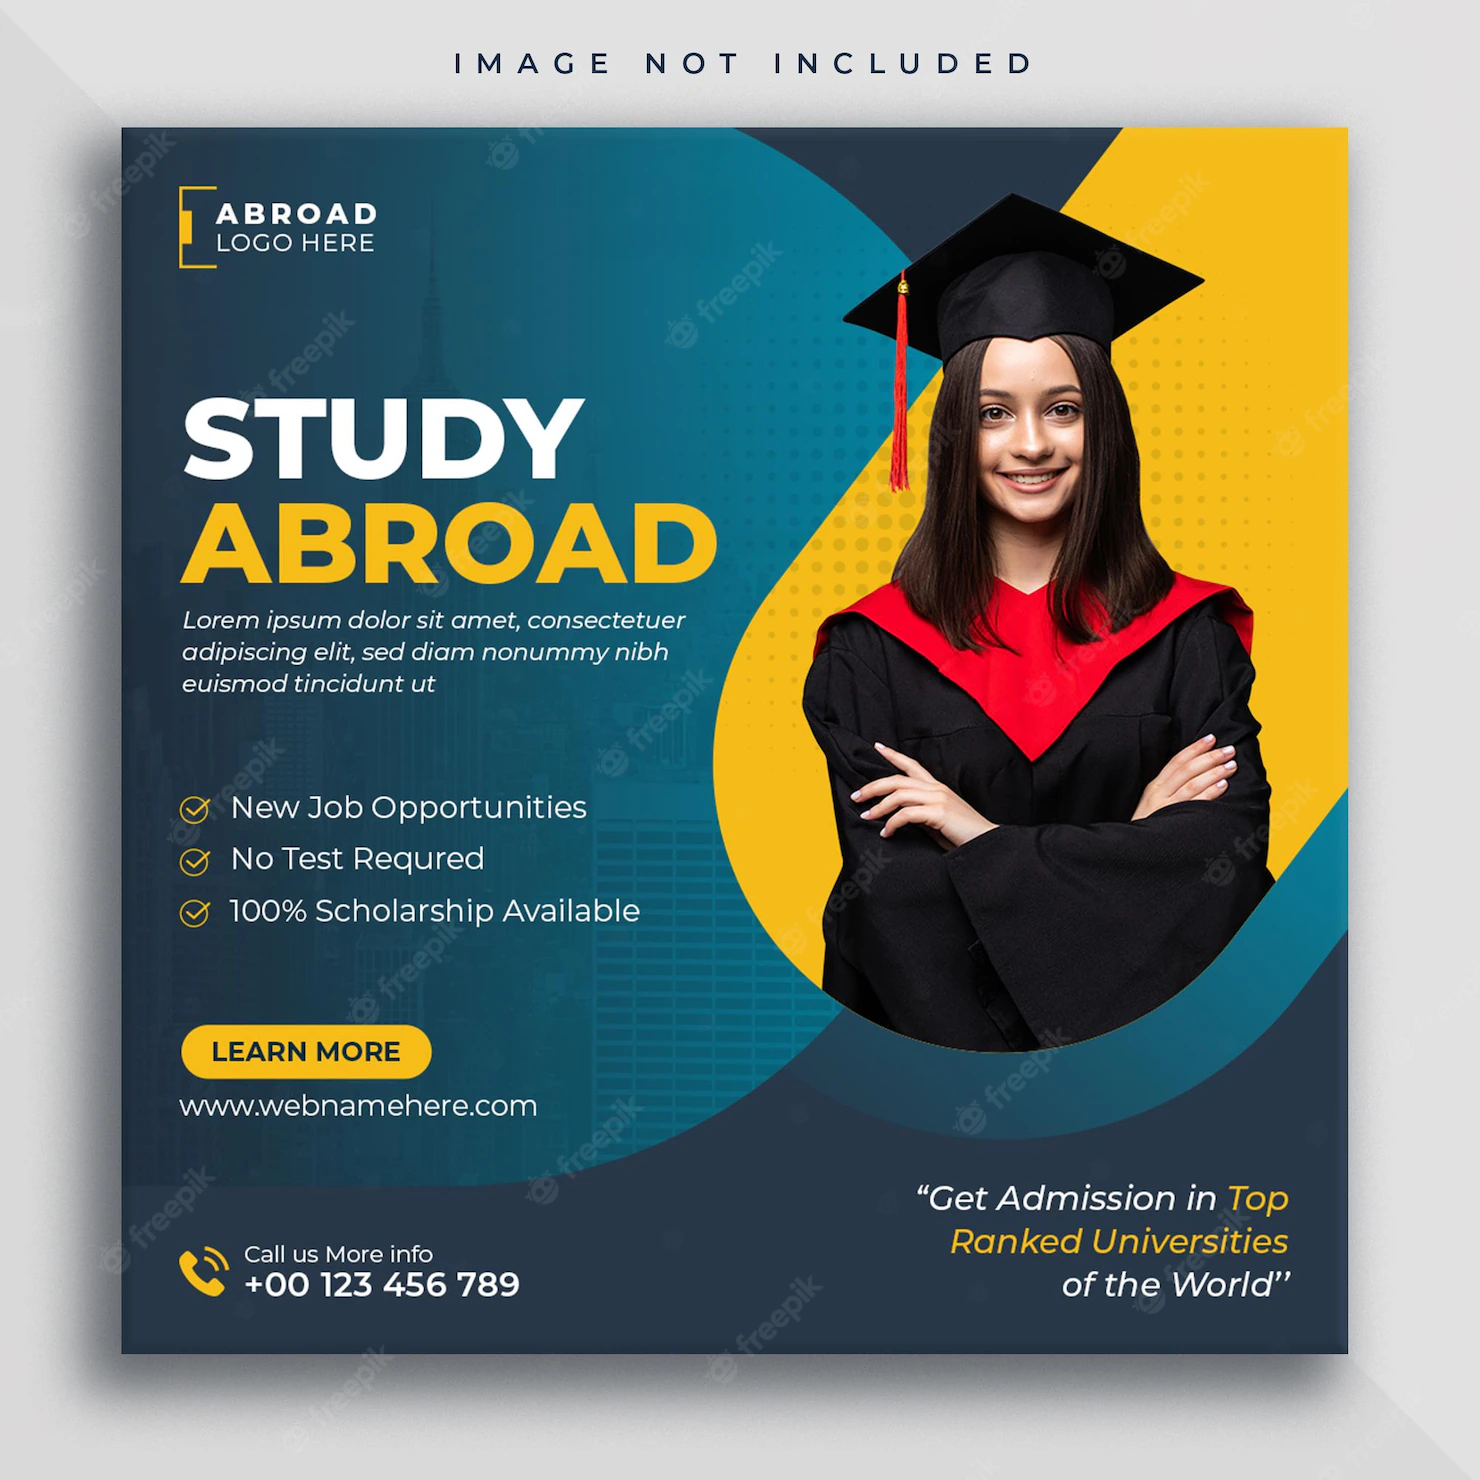 IMAGE NOT INCLUDED
ABROAD
LOGO HERE
STUDY
ABROAD
Lorem ipsum dolor sit amet, consectetuer
adipiscing elit, sed diam nonummy nibh
euismod tincidunt ut
New Job Opportunities
No Test Requred
100% Scholarship Available
LEARN MORE
www.webnamehere.com
Call us More info
+00 123 456 789
“Get Admission in Top
Ranked Universities
of the World’’
freepik